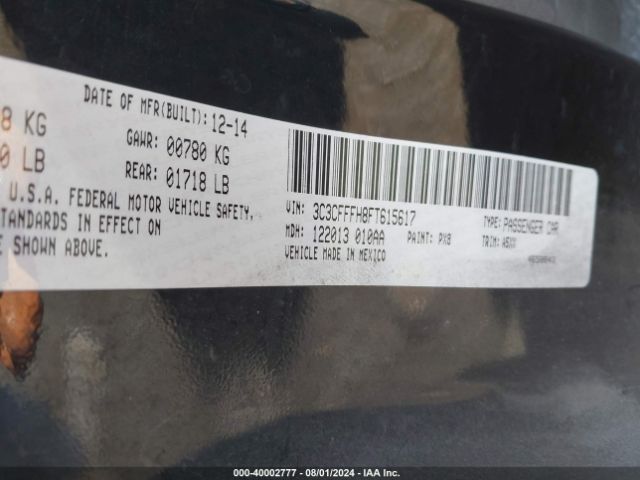 DATE OF MFR(BUILT): 12-14
8 KG GAWR: 00780 KG
0 LB REAR: 01718 LB
U.S.A. FEDERAL MOTOR VEHICLE SAFETY,
STANDARDS IN EFFECT ON
SHOWN ABOVE.
VIN: 3C3CFFFH8FT615617 TYPE: PASSENGER CAR
MDH: 122013 010AA PAINT: PX8 TRIM: A5XX
VEHICLE MADE IN MEXICO
000-40002777 - 08/01/2024 - IAA Inc.